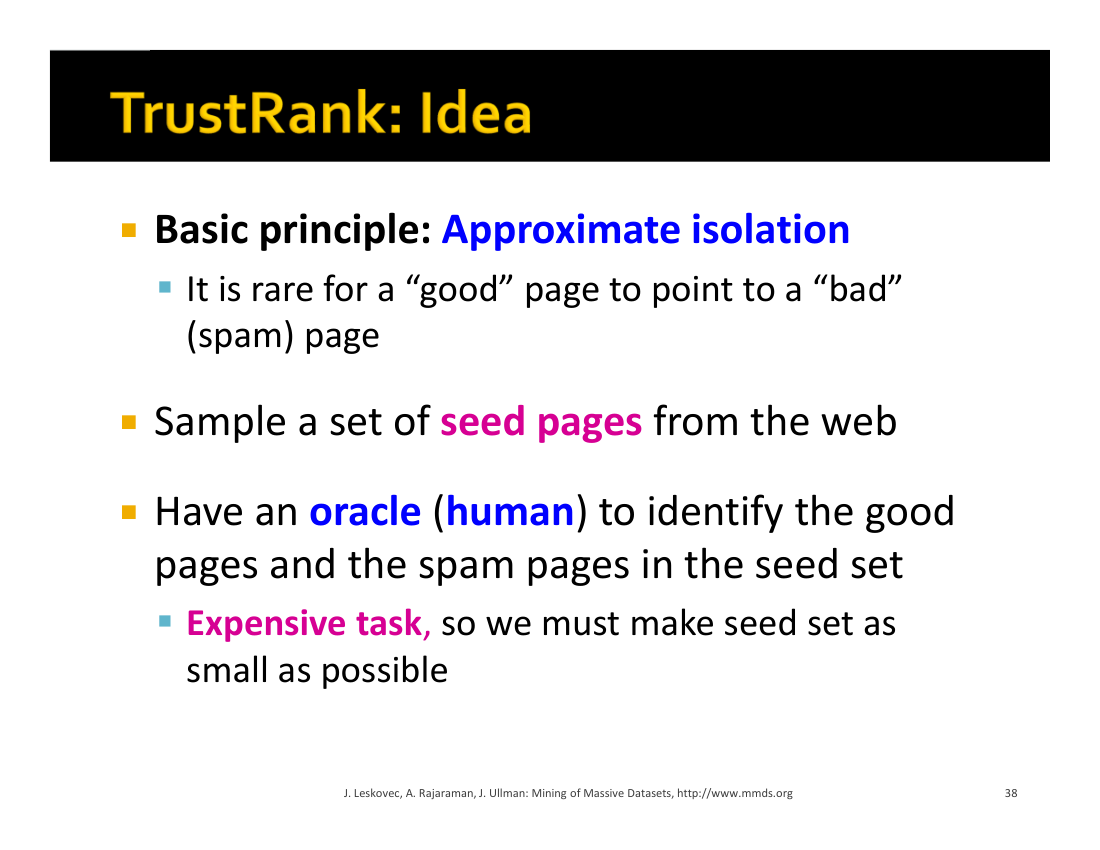 TrustRank: Idea
Basic principle: Approximate isolation
It is rare for a “good” page to point to a “bad”
(spam) page
Sample a set of seed pages from the web
Have an oracle (human) to identify the good
pages and the spam pages in the seed set
Expensive task, so we must make seed set as
small as possible
J. Leskovec, A. Rajaraman, J. Ullman: Mining of Massive Datasets, http://www.mmds.org
38